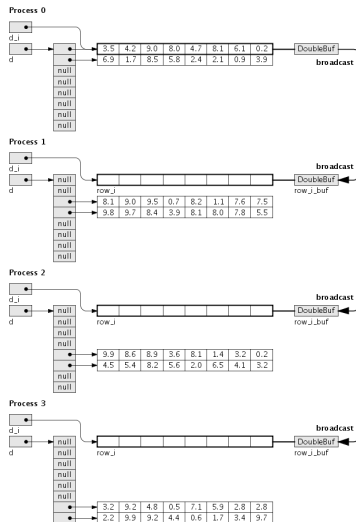 Process 0
d_i
3.5 4.2 9.0 8.0 4.7 8.1 6.1 0.2 DoubleBuf
d 6.9 1.7 8.5 5.8 2.4 2.1 0.9 3.9 broadcast
null
null
null
null
null
null
Process 1
broadcast
d_i
null DoubleBuf
d null row_i row_i_buf
8.1 9.0 9.5 0.7 8.2 1.1 7.6 7.5
9.8 9.7 8.4 3.9 8.1 8.0 7.8 5.5
null
null
null
null
Process 2
broadcast
d_i
null DoubleBuf
d null row_i row_i_buf
null
null
9.9 8.6 8.9 3.6 8.1 1.4 3.2 0.2
4.5 5.4 8.2 5.6 2.0 6.5 4.1 3.2
null
null
Process 3
broadcast
d_i
null DoubleBuf
d null row_i row_i_buf
null
null
null
null
3.2 9.2 4.8 0.5 7.1 5.9 2.8 2.8
2.2 9.9 9.2 4.4 0.6 1.7 3.4 9.7